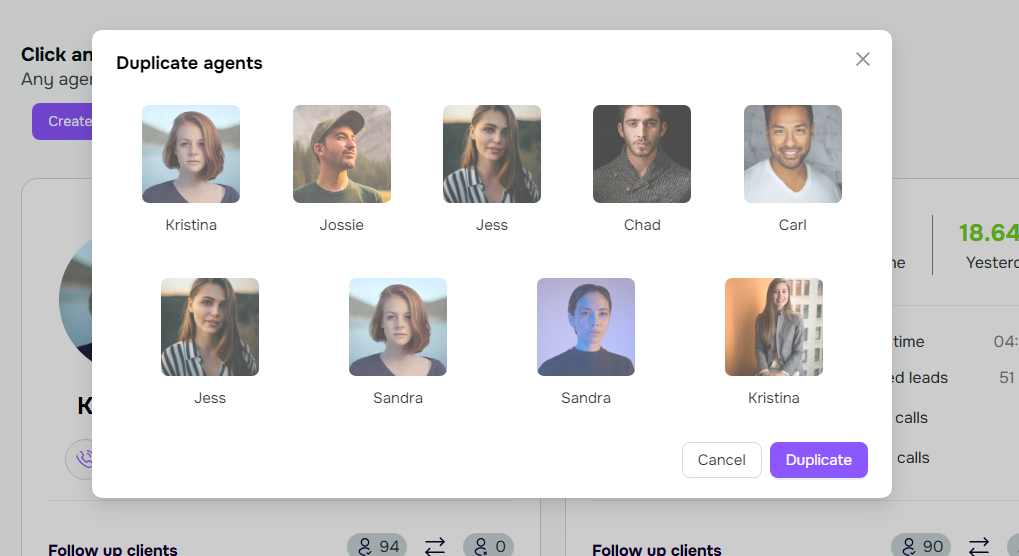 Click an
Any agen
Create
Duplicate agents
Kristina
Jossie
Jess
Chad
Carl
Jess
Sandra
Sandra
Kristina
Cancel
Duplicate
K
18.64
ne
Yesterd
time
04:
ed leads
51
calls
calls
Follow up clients
94
0
Follow up clients
90